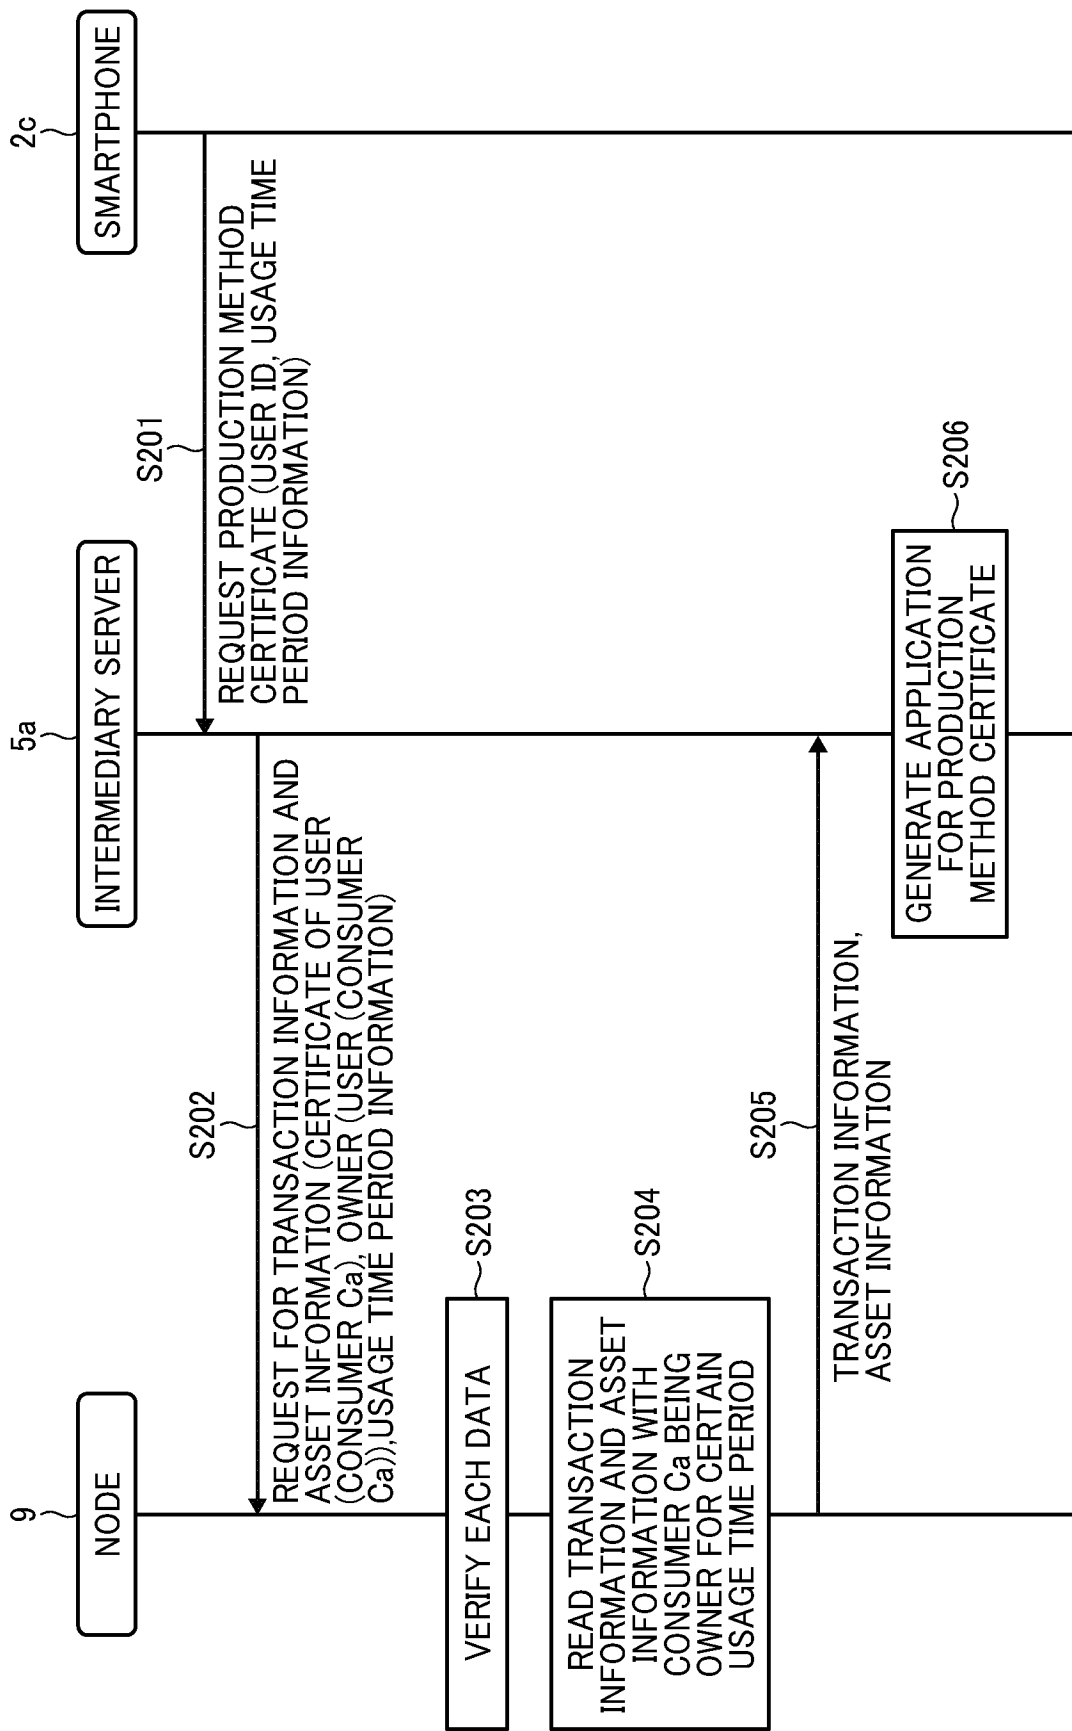 9
NODE
5a
INTERMEDIARY SERVER
2c
SMARTPHONE
S201
REQUEST PRODUCTION METHOD
CERTIFICATE (USER ID, USAGE TIME
PERIOD INFORMATION)
S202
REQUEST FOR TRANSACTION INFORMATION AND
ASSET INFORMATION (CERTIFICATE OF USER
(CONSUMER Ca), OWNER (USER (CONSUMER
Ca)),USAGE TIME PERIOD INFORMATION)
VERIFY EACH DATA
S203
READ TRANSACTION
INFORMATION AND ASSET
INFORMATION WITH
CONSUMER Ca BEING
OWNER FOR CERTAIN
USAGE TIME PERIOD
S204
S205
TRANSACTION INFORMATION,
ASSET INFORMATION
GENERATE APPLICATION
FOR PRODUCTION
METHOD CERTIFICATE
S206